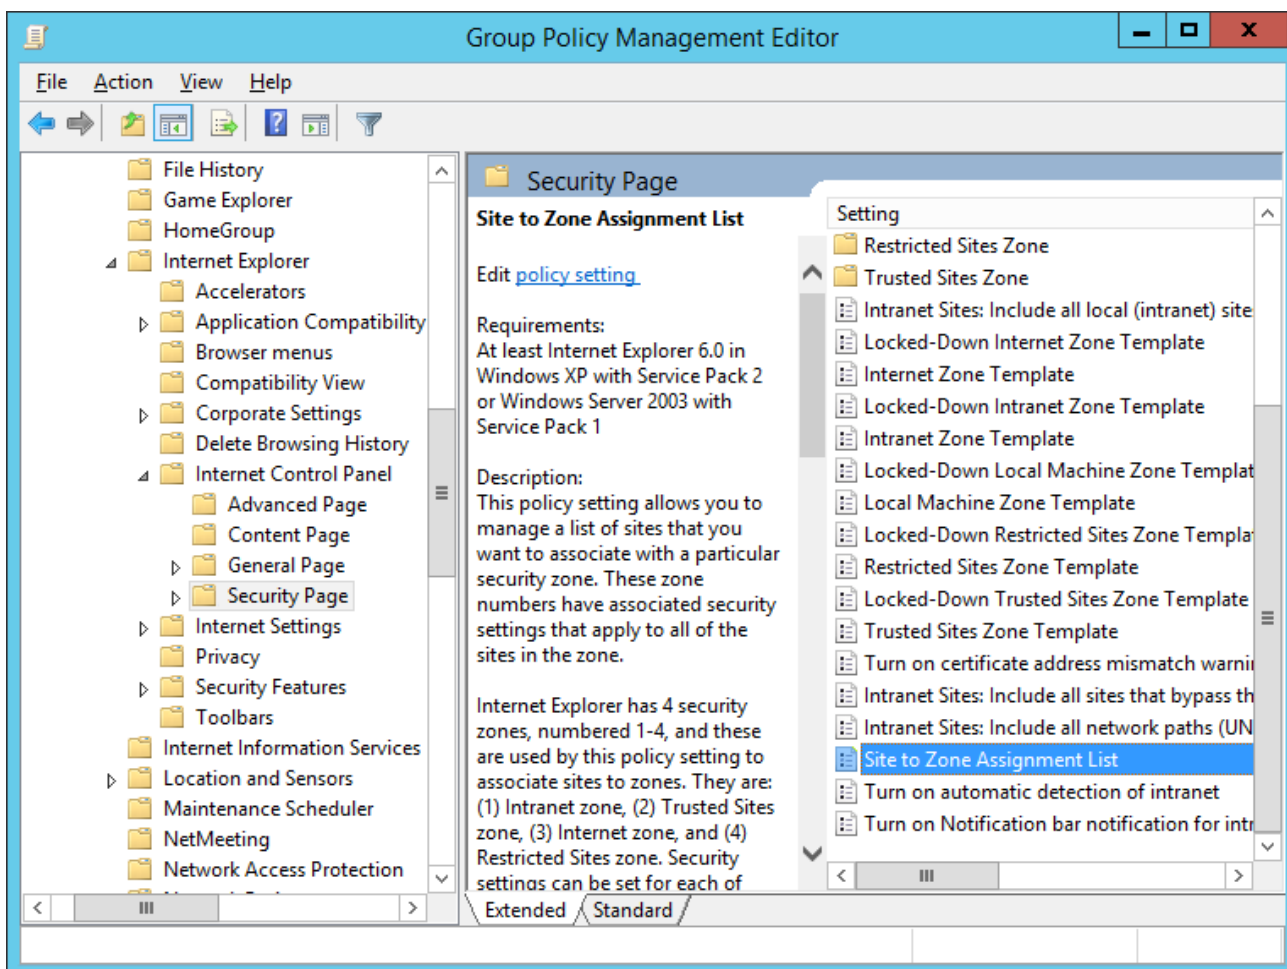 Group Policy Management Editor
File Action View Help
File History
Game Explorer
HomeGroup
Internet Explorer
Accelerators
Application Compatibility
Browser menus
Compatibility View
Corporate Settings
Delete Browsing History
Internet Control Panel
Advanced Page
Content Page
General Page
Security Page
Internet Settings
Privacy
Security Features
Toolbars
Internet Information Services
Location and Sensors
Maintenance Scheduler
NetMeeting
Network Access Protection
Security Page
Site to Zone Assignment List
Edit policy setting
Requirements:
At least Internet Explorer 6.0 in
Windows XP with Service Pack 2
or Windows Server 2003 with
Service Pack 1
Description:
This policy setting allows you to
manage a list of sites that you
want to associate with a particular
security zone. These zone
numbers have associated security
settings that apply to all of the
sites in the zone.
Internet Explorer has 4 security
zones, numbered 1-4, and these
are used by this policy setting to
associate sites to zones. They are:
(1) Intranet zone, (2) Trusted Sites
zone, (3) Internet zone, and (4)
Restricted Sites zone. Security
settings can be set for each of
Setting
Restricted Sites Zone
Trusted Sites Zone
Intranet Sites: Include all local (intranet) site
Locked-Down Internet Zone Template
Internet Zone Template
Locked-Down Intranet Zone Template
Intranet Zone Template
Locked-Down Local Machine Zone Templat
Local Machine Zone Template
Locked-Down Restricted Sites Zone Templa
Restricted Sites Zone Template
Locked-Down Trusted Sites Zone Template
Trusted Sites Zone Template
Turn on certificate address mismatch warni
Intranet Sites: Include all sites that bypass th
Intranet Sites: Include all network paths (UN
Site to Zone Assignment List
Turn on automatic detection of intranet
Turn on Notification bar notification for intr
Extended Standard